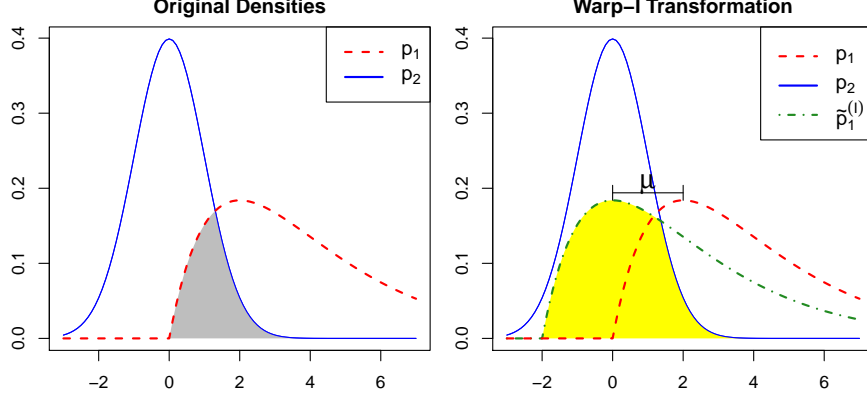 Original Densities
0.0 0.1 0.2 0.3 0.4
−2 0 2 4 6
p1
p2
Warp−I Transformation
0.0 0.1 0.2 0.3 0.4
−2 0 2 4 6
p1
p2
p̃1(I)
μ